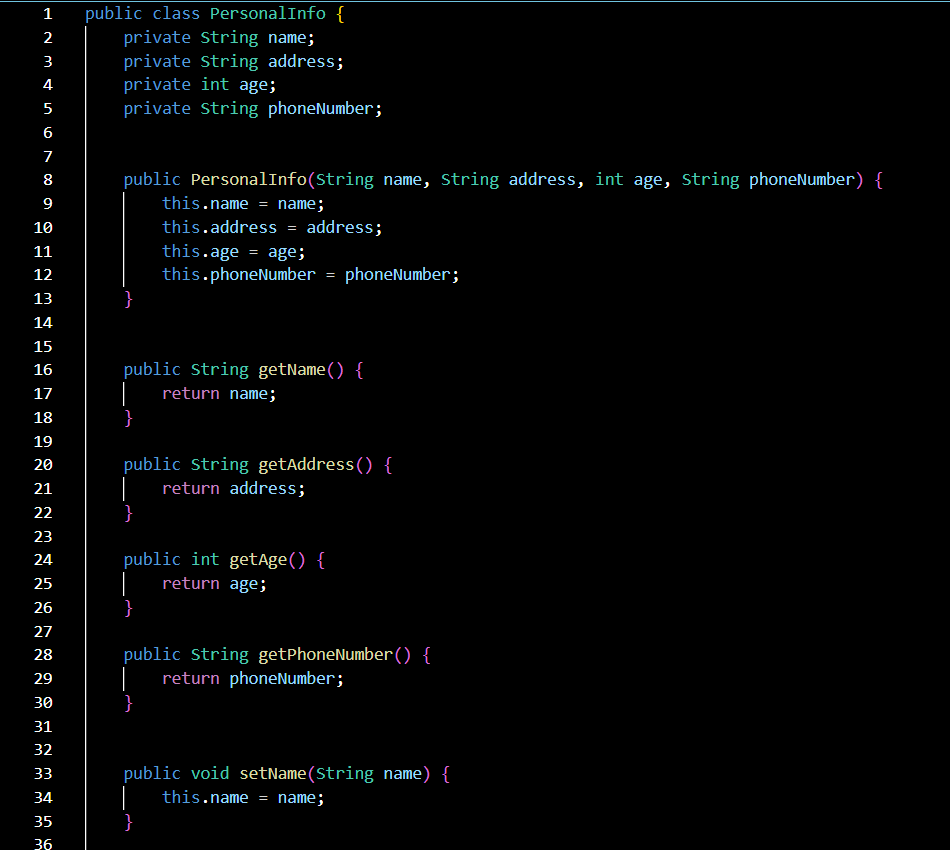 1 public class PersonalInfo {
2 private String name;
3 private String address;
4 private int age;
5 private String phoneNumber;
6
7
8 public PersonalInfo(String name, String address, int age, String phoneNumber) {
9 this.name = name;
10 this.address = address;
11 this.age = age;
12 this.phoneNumber = phoneNumber;
13 }
14
15
16 public String getName() {
17 return name;
18 }
19
20 public String getAddress() {
21 return address;
22 }
23
24 public int getAge() {
25 return age;
26 }
27
28 public String getPhoneNumber() {
29 return phoneNumber;
30 }
31
32
33 public void setName(String name) {
34 this.name = name;
35 }
36